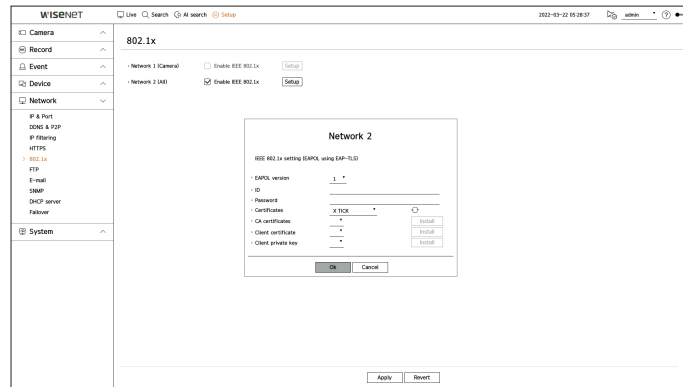 WISENET
Live Search AI search Setup
2022-03-22 05:28:37 admin
Camera
Record
Event
Device
Network
IP & Port
DDNS & P2P
IP filtering
HTTPS
802.1x
FTP
E-mail
SNMP
DHCP server
Failover
System
802.1x
Network 1 (Camera) Enable IEEE 802.1x Setup
Network 2 (All) Enable IEEE 802.1x Setup
Network 2
IEEE 802.1x setting (EAPOL using EAP-TLS)
EAPOL version 1
ID
Password
Certificates X TICK
CA certificates Install
Client certificate Install
Client private key Install
Ok Cancel
Apply Revert